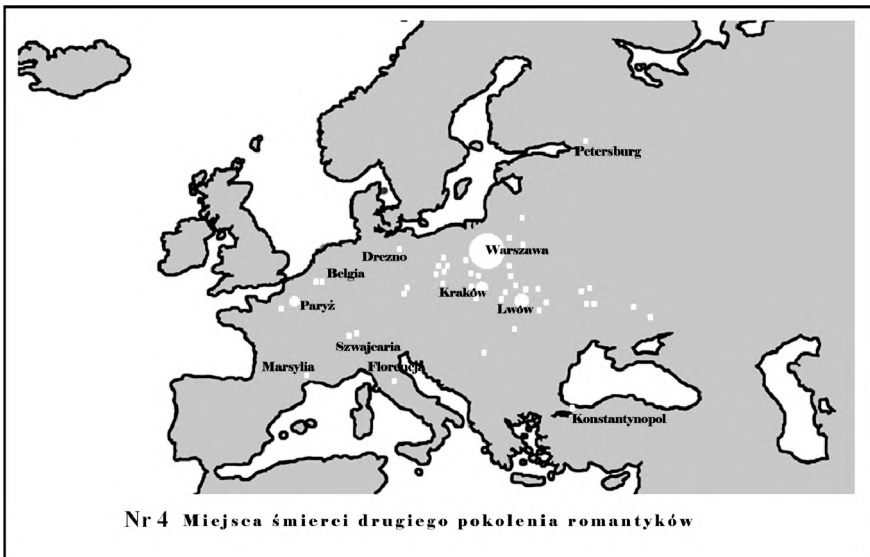 Petersburg
Warszawa
Drezno
Belgia
Kraków
Paryż
Lwów
Szwajcaria
Marsylia
Florencja
Konstantynopol
Nr 4 Miejsca śmierci drugiego pokolenia romantyków